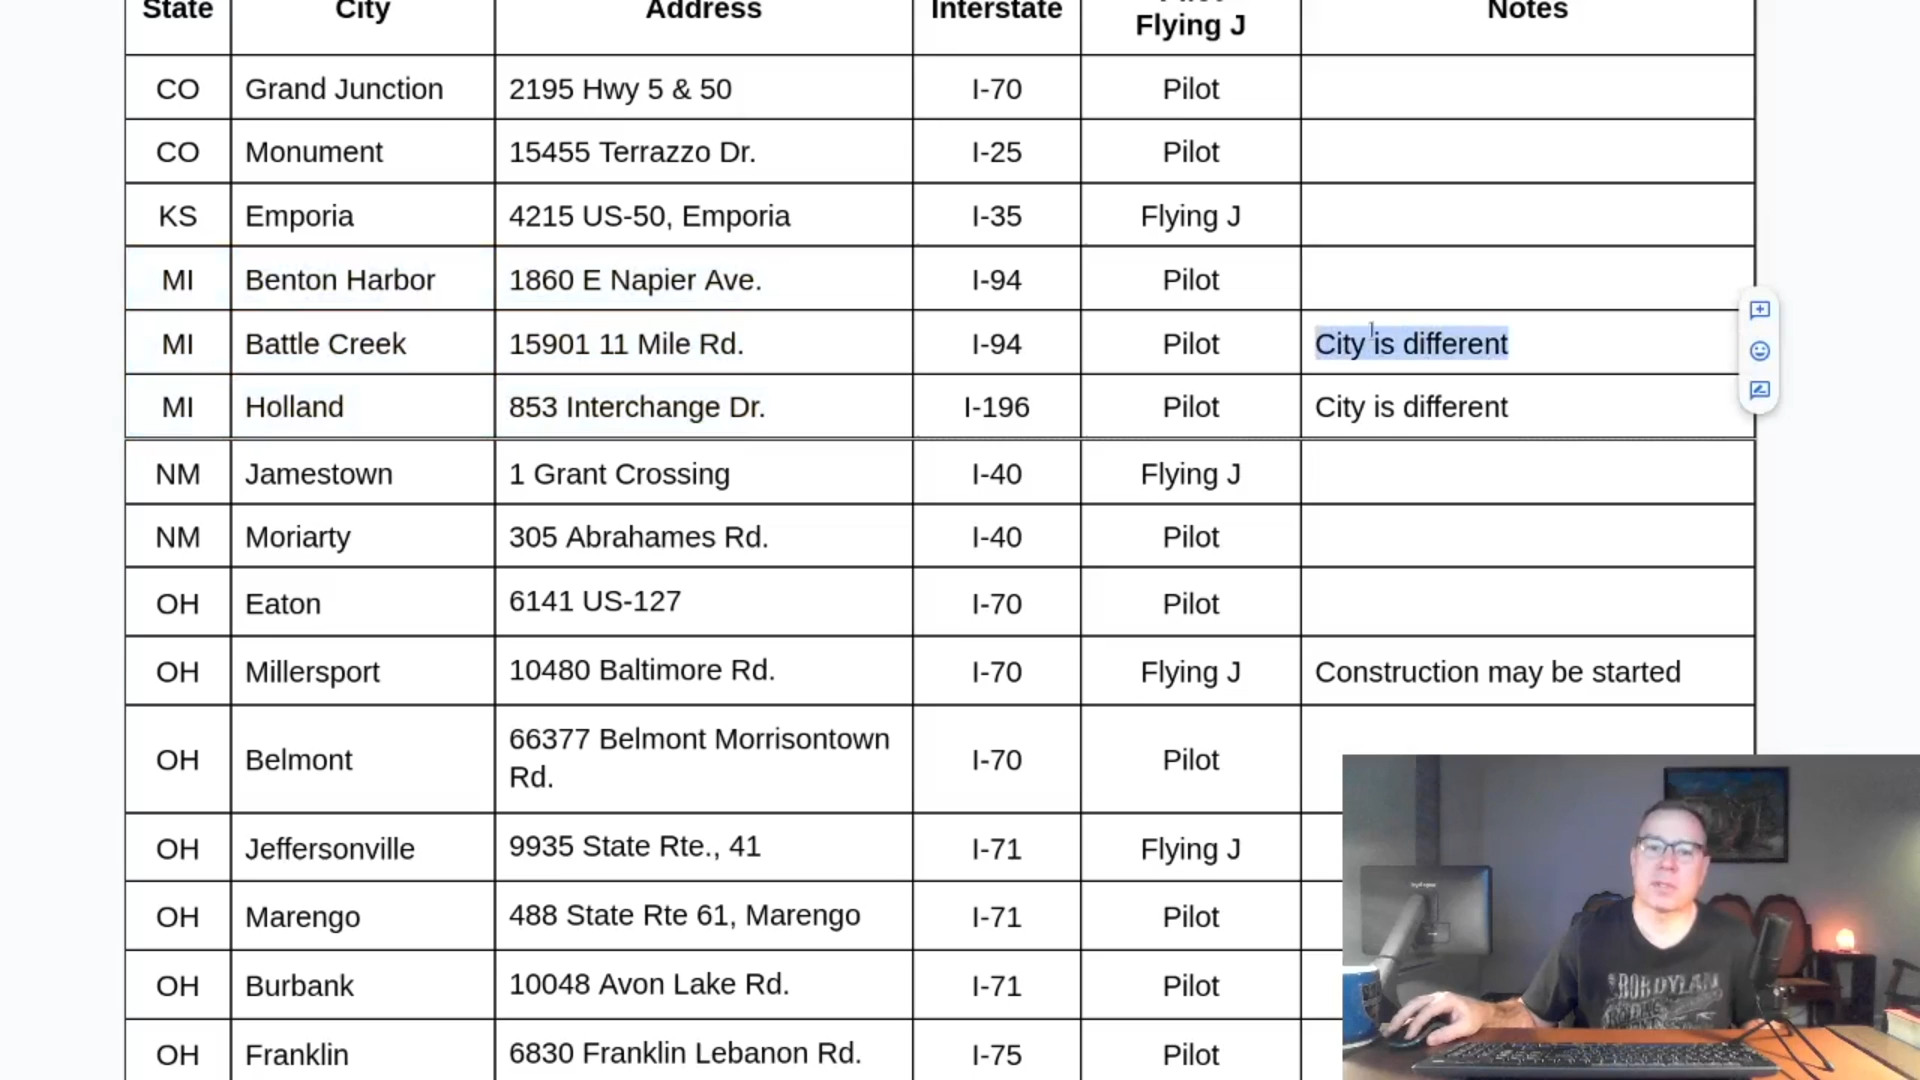 State City Address Interstate Flying J Notes
CO Grand Junction 2195 Hwy 5 & 50 I-70 Pilot
CO Monument 15455 Terrazzo Dr. I-25 Pilot
KS Emporia 4215 US-50, Emporia I-35 Flying J
MI Benton Harbor 1860 E Napier Ave. I-94 Pilot
MI Battle Creek 15901 11 Mile Rd. I-94 Pilot City is different
MI Holland 853 Interchange Dr. I-196 Pilot City is different
NM Jamestown 1 Grant Crossing I-40 Flying J
NM Moriarty 305 Abrahames Rd. I-40 Pilot
OH Eaton 6141 US-127 I-70 Pilot
OH Millersport 10480 Baltimore Rd. I-70 Flying J Construction may be started
OH Belmont 66377 Belmont Morrisontown
Rd. I-70 Pilot
OH Jeffersonville 9935 State Rte., 41 I-71 Flying J
OH Marengo 488 State Rte 61, Marengo I-71 Pilot
OH Burbank 10048 Avon Lake Rd. I-71 Pilot
OH Franklin 6830 Franklin Lebanon Rd. I-75 Pilot
BOB DYLAN